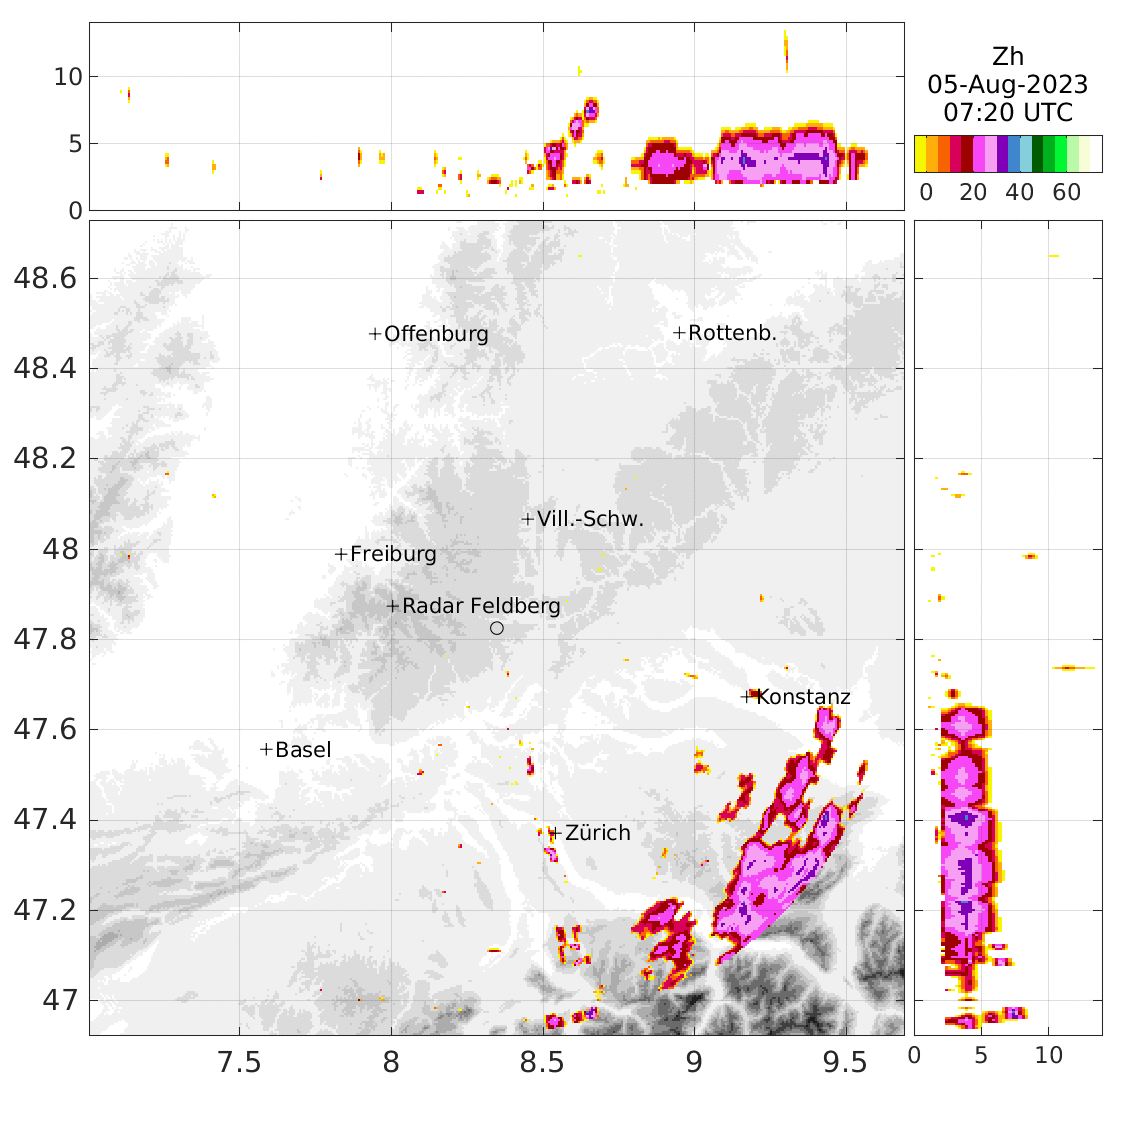 10
5
0
Zh
05-Aug-2023
07:20 UTC
0
20
40
60
48.6
48.4
48.2
48
47.8
47.6
47.4
47.2
47
+Offenburg
+Rottenb.
+Vill.-Schw.
+Freiburg
+Radar Feldberg
+Konstanz
+Basel
+Zürich
7.5
8
8.5
9
9.5
0
5
10